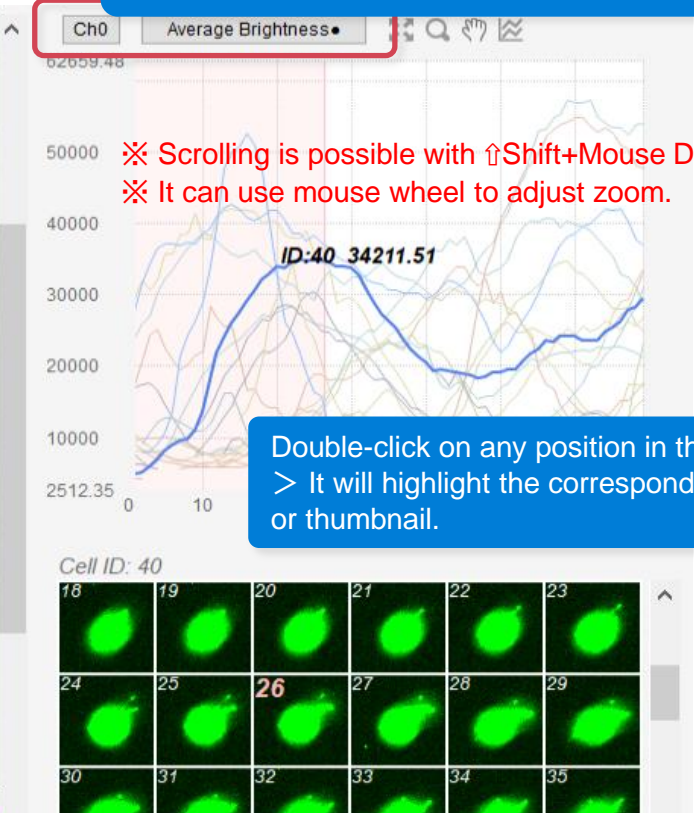 Ch0 Average Brightness●
62659.48
50000
※ Scrolling is possible with ⇧Shift+Mouse D
※ It can use mouse wheel to adjust zoom.
40000
ID:40 34211.51
30000
20000
10000
Double-click on any position in th
> It will highlight the correspond
or thumbnail.
2512.35
0 10
Cell ID: 40
18 19 20 21 22 23
24 25 26 27 28 29
30 31 32 33 34 35